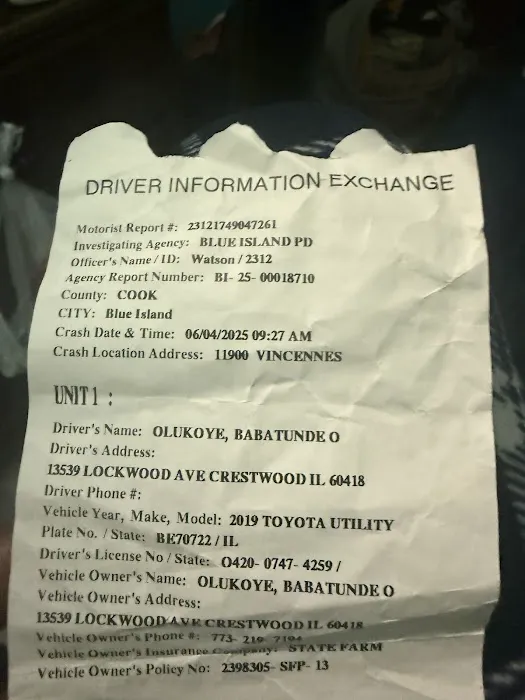 DRIVER INFORMATION EXCHANGE
Motorist Report #: 23121749047261
Investigating Agency: BLUE ISLAND PD
Officer's Name / ID: Watson / 2312
Agency Report Number: BI- 25- 00018710
County: COOK
CITY: Blue Island
Crash Date & Time: 06/04/2025 09:27 AM
Crash Location Address: 11900 VINCENNES
UNIT 1 :
Driver's Name: OLUKOYE, BABATUNDE O
Driver's Address:
13539 LOCKWOOD AVE CRESTWOOD IL 60418
Driver Phone #:
Vehicle Year, Make, Model: 2019 TOYOTA UTILITY
Plate No. / State: BE70722 / IL
Driver's License No / State: O420- 0747- 4259 /
Vehicle Owner's Name: OLUKOYE, BABATUNDE O
Vehicle Owner's Address:
13539 LOCKWOOD AVE CRESTWOOD IL 60418
Vehicle Owner's Phone #: 773- 219-
Vehicle Owner's Insurance Company: STATE FARM
Vehicle Owner's Policy No: 2398305- SFP- 13